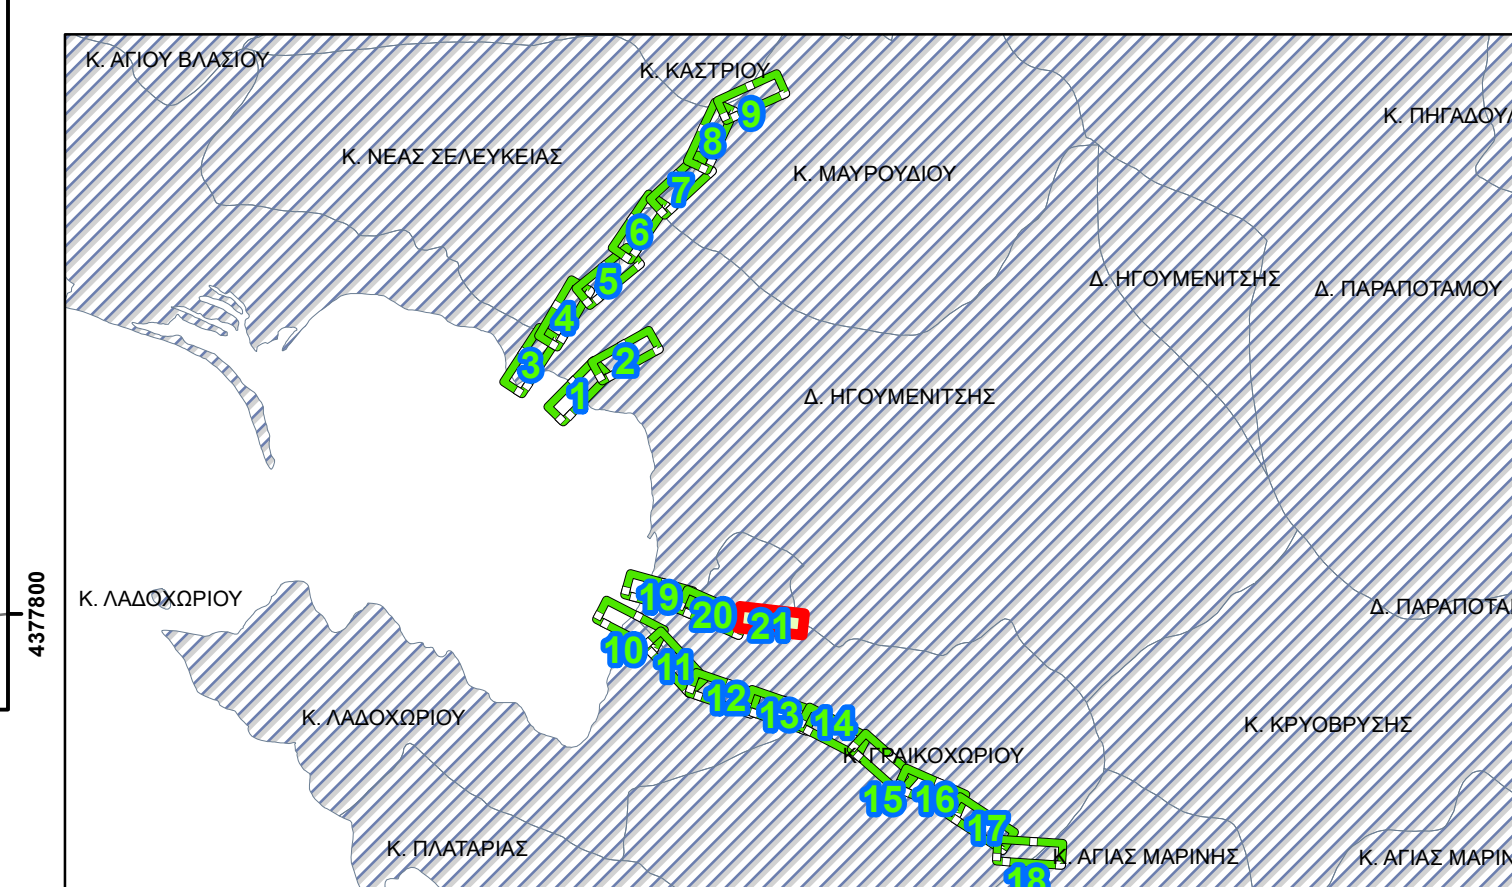 Κ. ΑΓΙΟΥ ΒΛΑΣΙΟΥ
Κ. ΚΑΣΤΡΙΟΥ
9
Κ. ΠΗΓΑΔΟΥΛ
8
Κ. ΝΕΑΣ ΣΕΛΕΥΚΕΙΑΣ
Κ. ΜΑΥΡΟΥΔΙΟΥ
7
6
5
Δ. ΗΓΟΥΜΕΝΙΤΣΗΣ
Δ. ΠΑΡΑΠΟΤΑΜΟΥ
4
3
2
1
Δ. ΗΓΟΥΜΕΝΙΤΣΗΣ
4377800
Κ. ΛΑΔΟΧΩΡΙΟΥ
19
20
21
Δ. ΠΑΡΑΠΟΤΑ
10
11
12
13
14
Κ. ΛΑΔΟΧΩΡΙΟΥ
Κ. ΚΡΥΟΒΡΥΣΗΣ
Κ. ΓΡΑΙΚΟΧΩΡΙΟΥ
15
16
17
Κ. ΠΛΑΤΑΡΙΑΣ
Κ. ΑΓΙΑΣ ΜΑΡΙΝΗΣ
Κ. ΑΓΙΑΣ ΜΑΡΙΝ
18